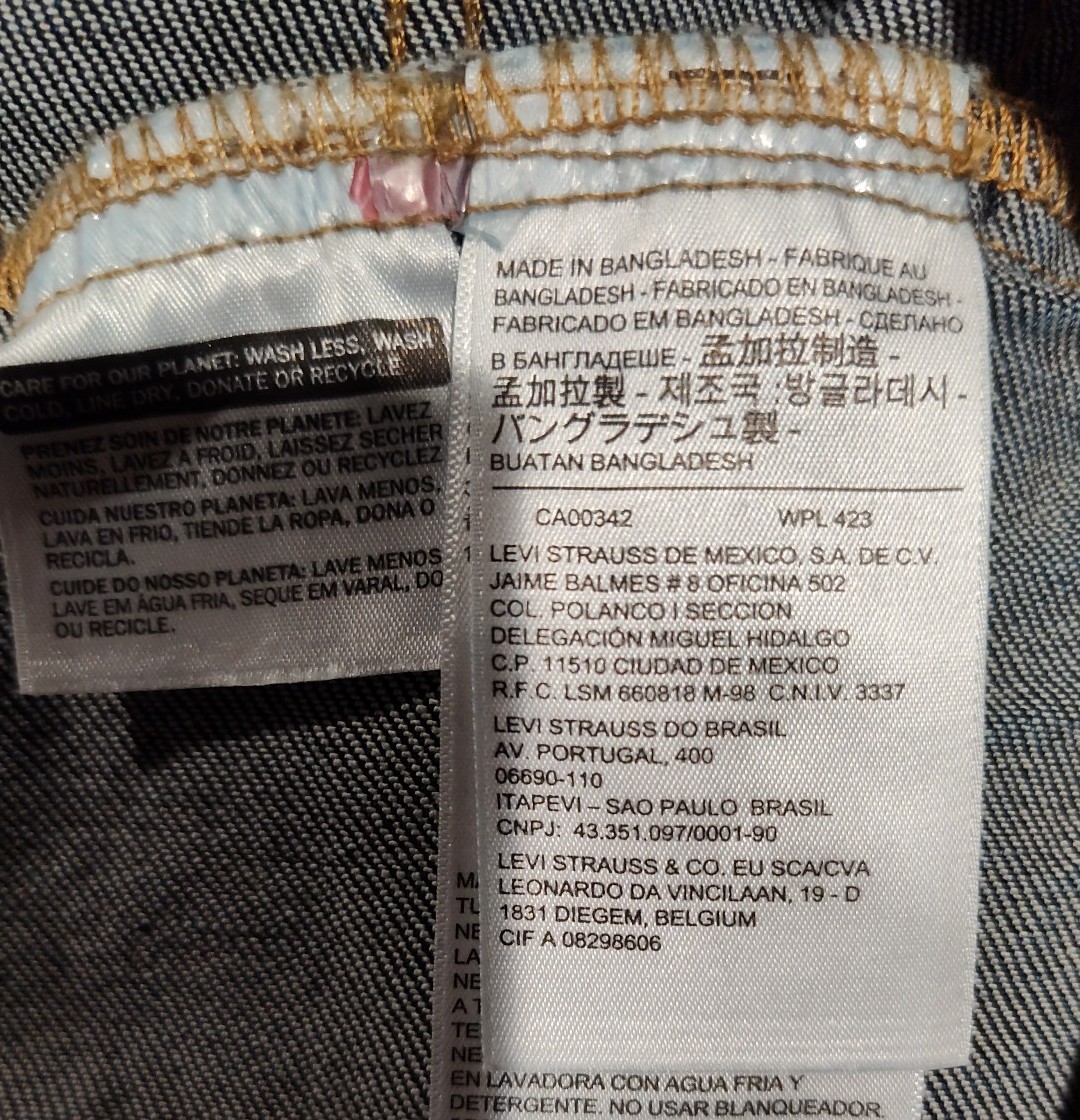 CARE FOR OUR PLANET: WASH LESS, WASH
COLD, LINE DRY, DONATE OR RECYCLE
PRENEZ SOIN DE NOTRE PLANETE: LAVEZ
MOINS, LAVEZ A FROID, LAISSEZ SECHER
NATURELLEMENT, DONNEZ OU RECYCLEZ
CUIDA NUESTRO PLANETA: LAVA MENOS,
LAVA EN FRIO, TIENDE LA ROPA, DONA O
RECICLA.
CUIDE DO NOSSO PLANETA: LAVE MENOS
LAVE EM ÁGUA FRIA, SEQUE EM VARAL, DO
OU RECICLE.
MADE IN BANGLADESH - FABRIQUE AU
BANGLADESH - FABRICADO EN BANGLADESH -
FABRICADO EM BANGLADESH - СДЕЛАНО
В БАНГЛАДЕШЕ - 孟加拉制造 -
孟加拉製 - 제조국 :방글라데시 -
バングラデシュ製 -
BUATAN BANGLADESH
CA00342 WPL 423
LEVI STRAUSS DE MEXICO, S.A. DE C.V.
JAIME BALMES # 8 OFICINA 502
COL. POLANCO I SECCION
DELEGACIÓN MIGUEL HIDALGO
C.P. 11510 CIUDAD DE MEXICO
R.F.C. LSM 660818 M-98 C.N.I.V. 3337
LEVI STRAUSS DO BRASIL
AV. PORTUGAL, 400
06690-110
ITAPEVI – SAO PAULO BRASIL
CNPJ: 43.351.097/0001-90
LEVI STRAUSS & CO. EU SCA/CVA
LEONARDO DA VINCILAAN, 19 - D
1831 DIEGEM, BELGIUM
CIF A 08298606
MA
TU
NE
LA
NE
A T
TE
NE
EN LAVADORA CON AGUA FRIA Y
DETERGENTE. NO USAR BLANQUEADOR.